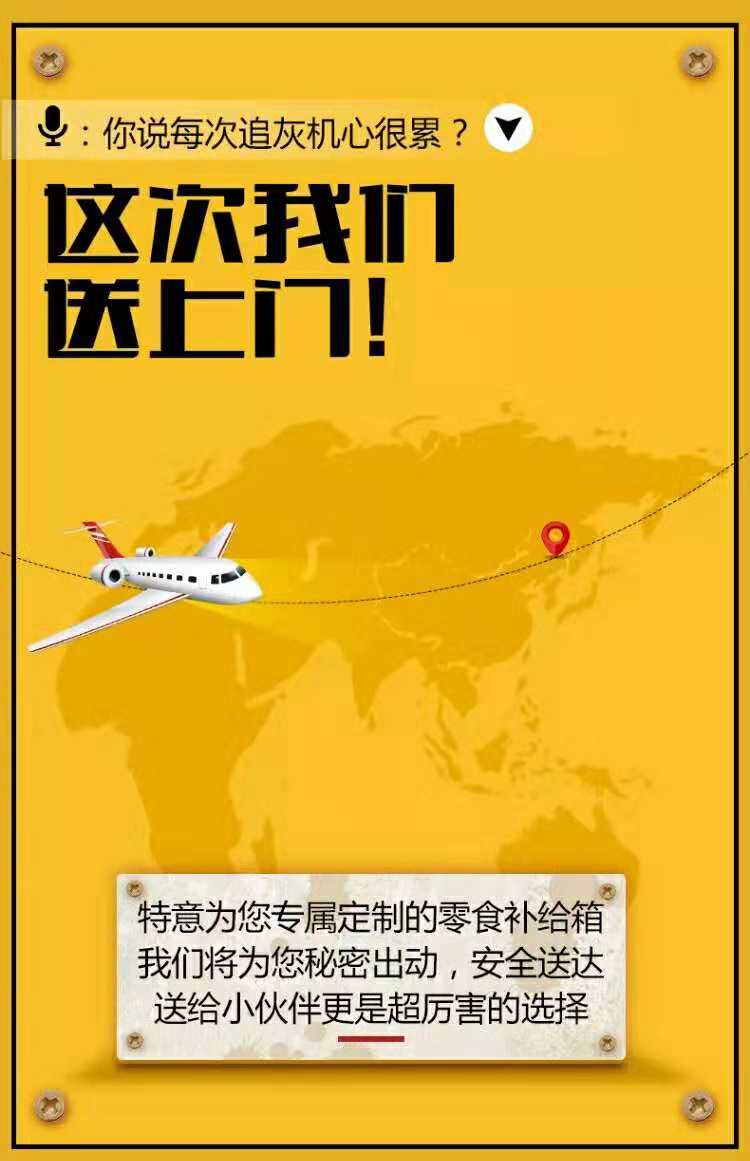 ：你说每次追灰机心很累？
这次我们
送上门！
特意为您专属定制的零食补给箱
我们将为您秘密出动，安全送达
送给小伙伴更是超厉害的选择